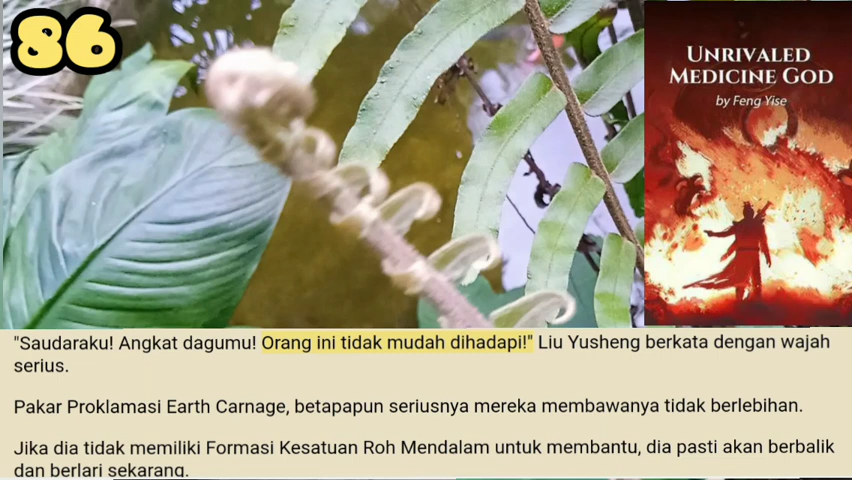 86
UNRIVALED
MEDICINE GOD
by Feng Yise
"Saudaraku! Angkat dagumu! Orang ini tidak mudah dihadapi!" Liu Yusheng berkata dengan wajah
serius.
Pakar Proklamasi Earth Carnage, betapapun seriusnya mereka membawanya tidak berlebihan.
Jika dia tidak memiliki Formasi Kesatuan Roh Mendalam untuk membantu, dia pasti akan berbalik
dan berlari sekarang.